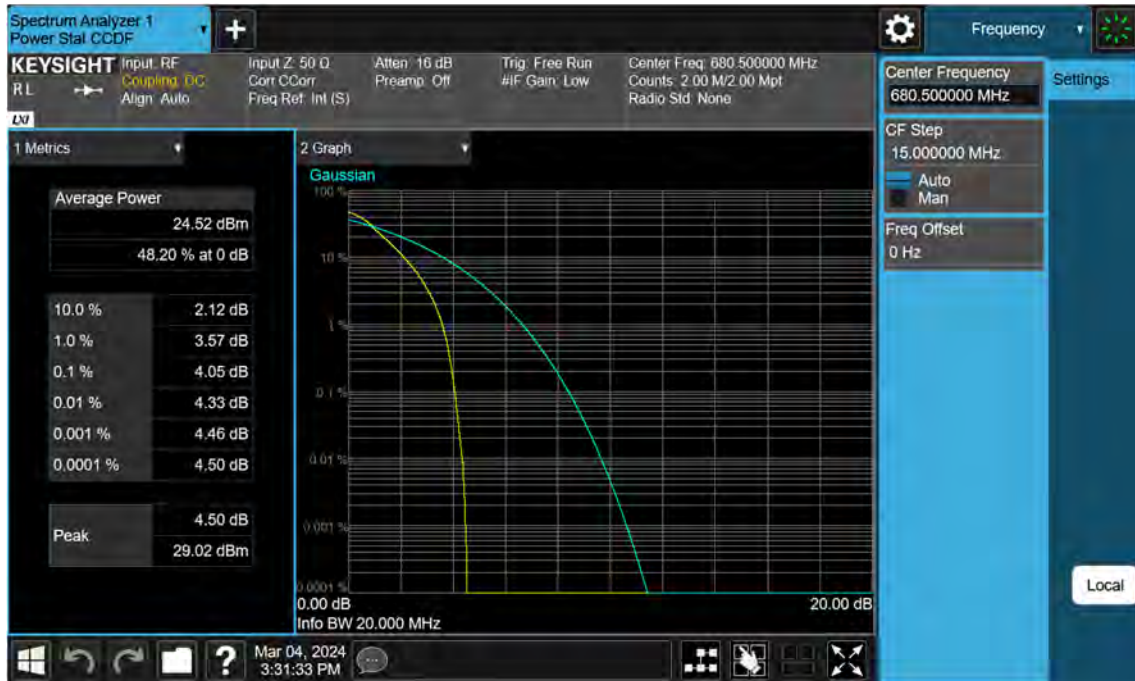 Spectrum Analyzer 1
Power Stat CCDF
+
Frequency
KEYSIGHT
R L
LXI
Input: RF
Coupling: DC
Align: Auto
Input Z: 50 Ω
Corr CCorr
Freq Ref: Int (S)
Atten: 16 dB
Preamp: Off
Trig: Free Run
#IF Gain: Low
Center Freq: 680.500000 MHz
Counts: 2.00 M/2.00 Mpt
Radio Std: None
Center Frequency
680.500000 MHz
Settings
CF Step
15.000000 MHz
Auto
Man
Freq Offset
0 Hz
1 Metrics
Average Power
24.52 dBm
48.20 % at 0 dB
10.0 % 2.12 dB
1.0 % 3.57 dB
0.1 % 4.05 dB
0.01 % 4.33 dB
0.001 % 4.46 dB
0.0001 % 4.50 dB
Peak
4.50 dB
29.02 dBm
2 Graph
Gaussian
100 %
10 %
1 %
0.1 %
0.01 %
0.001 %
0.0001 %
0.00 dB 20.00 dB
Info BW 20.000 MHz
Local
?
Mar 04, 2024
3:31:33 PM